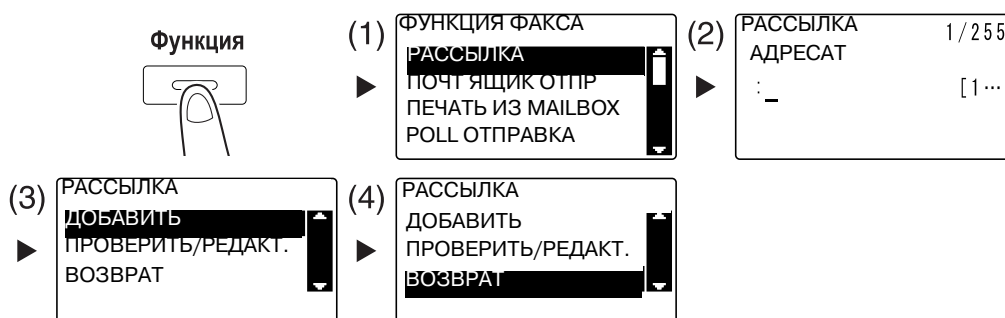 Функция
(1)
ФУНКЦИЯ ФАКСА
РАССЫЛКА
ПОЧТ ЯЩИК ОТПР
ПЕЧАТЬ ИЗ MAILBOX
POLL ОТПРАВКА
(2)
РАССЫЛКА 1/255
АДРЕСАТ
:_ [1…
(3)
РАССЫЛКА
ДОБАВИТЬ
ПРОВЕРИТЬ/РЕДАКТ.
ВОЗВРАТ
(4)
РАССЫЛКА
ДОБАВИТЬ
ПРОВЕРИТЬ/РЕДАКТ.
ВОЗВРАТ